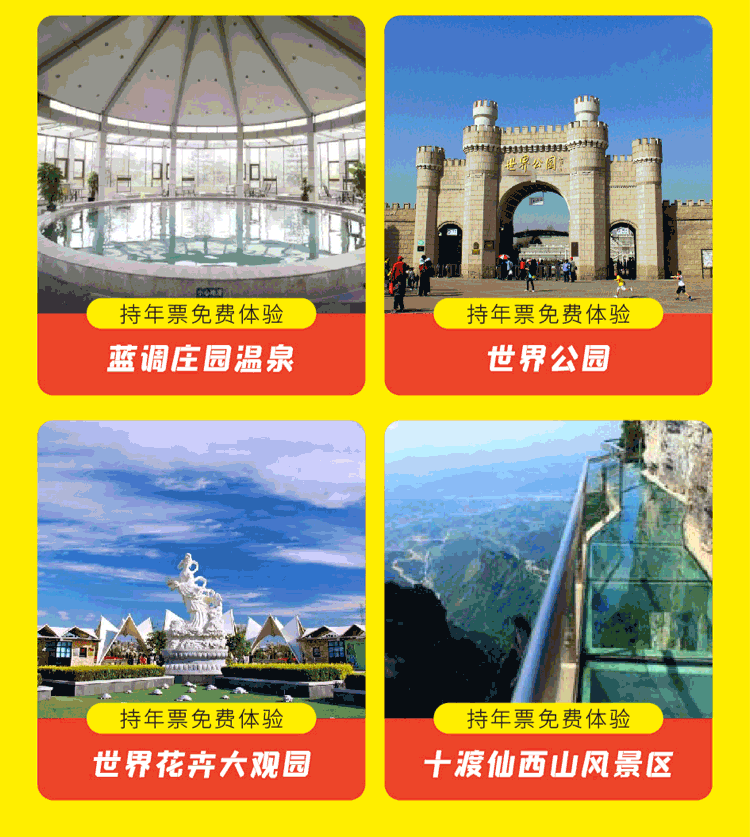 世界公园
持年票免费体验
持年票免费体验
蓝调庄园温泉
世界公园
持年票免费体验
持年票免费体验
世界花卉大观园
十渡仙西山风景区